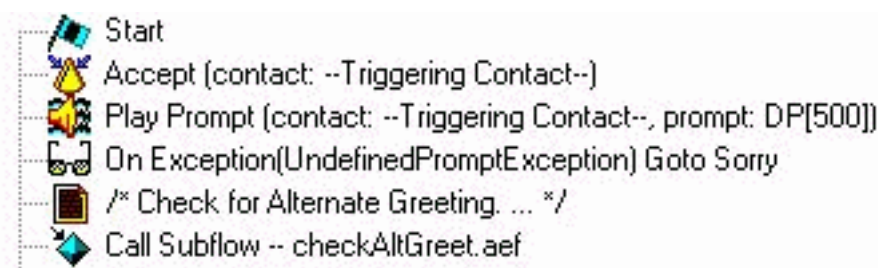 Start
Accept (contact: --Triggering Contact--)
Play Prompt (contact: --Triggering Contact--, prompt: DP[500])
On Exception(UndefinedPromptException) Goto Sorry
/* Check for Alternate Greeting. ... */
Call Subflow -- checkAltGreet.aef